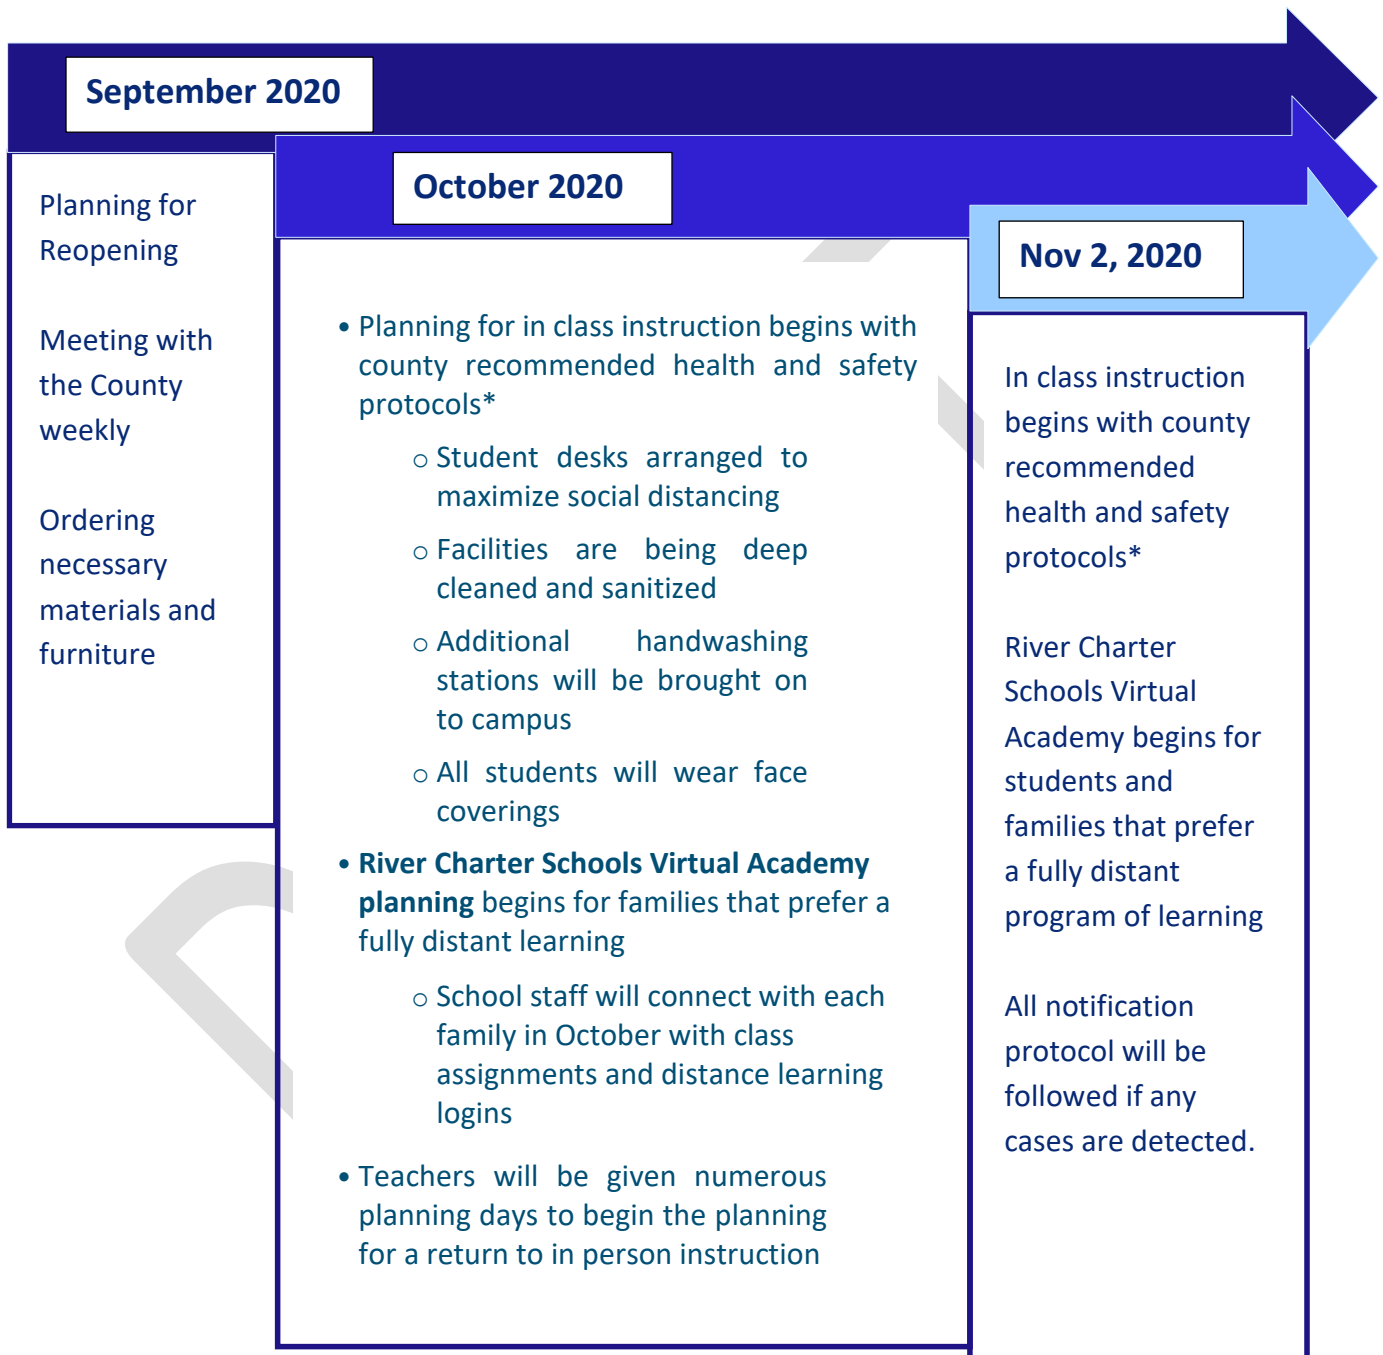 September 2020
Planning for
Reopening
Meeting with
the County
weekly
Ordering
necessary
materials and
furniture
October 2020
• Planning for in class instruction begins with
county recommended health and safety
protocols*
o Student desks arranged to
maximize social distancing
o Facilities are being deep
cleaned and sanitized
o Additional handwashing
stations will be brought on
to campus
o All students will wear face
coverings
• River Charter Schools Virtual Academy
planning begins for families that prefer a
fully distant learning
o School staff will connect with each
family in October with class
assignments and distance learning
logins
• Teachers will be given numerous
planning days to begin the planning
for a return to in person instruction
Nov 2, 2020
In class instruction
begins with county
recommended
health and safety
protocols*
River Charter
Schools Virtual
Academy begins for
students and
families that prefer
a fully distant
program of learning
All notification
protocol will be
followed if any
cases are detected.